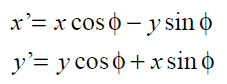 x'= x cos ϕ − y sin ϕ
y'= y cos ϕ + x sin ϕ